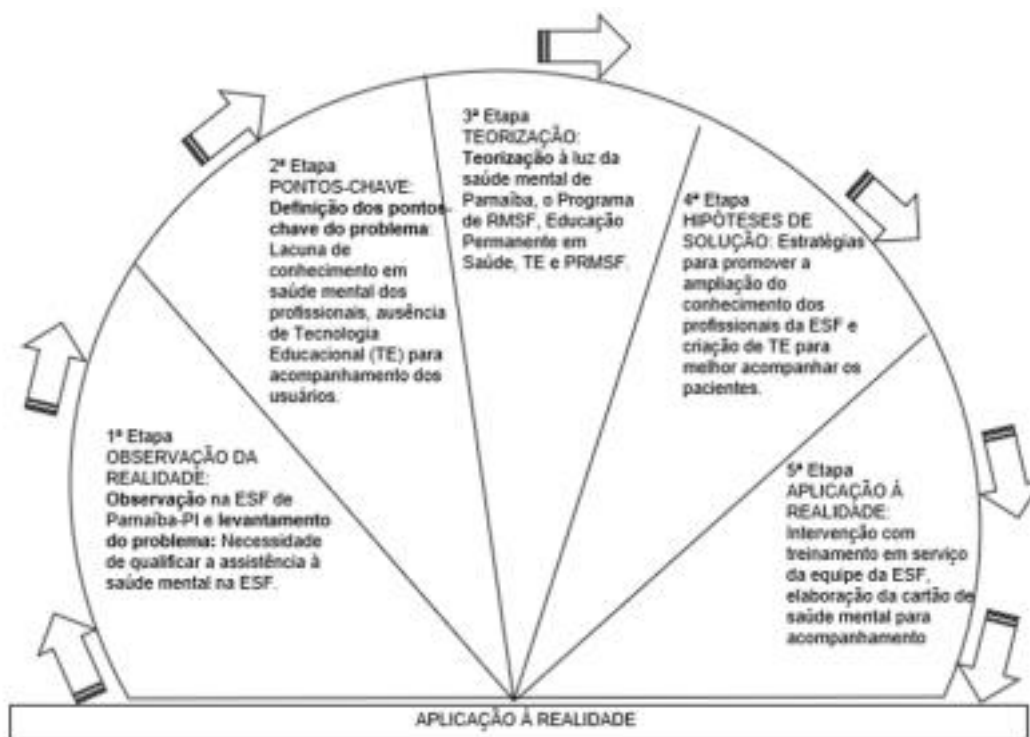 1ª Etapa
OBSERVAÇÃO DA
REALIDADE:
Observação na ESF de
Parnaíba-PI e levantamento
do problema: Necessidade
de qualificar a assistência à
saúde mental na ESF.
2ª Etapa
PONTOS-CHAVE:
Definição dos pontos-
chave do problema
Lacuna de
conhecimento em
saúde mental dos
profissionais, ausência
de Tecnologia
Educacional (TE) para
acompanhamento dos
usuários.
3ª Etapa
TEORIZAÇÃO:
Teorização à luz da
saúde mental de
Parnaíba, o Programa
de RMSF, Educação
Permanente em
Saúde, TE e PRMSF.
4ª Etapa
HIPÓTESES DE
SOLUÇÃO: Estratégias
para promover a
ampliação do
conhecimento dos
profissionais da ESF e
criação de TE para
melhor acompanhar os
pacientes.
5ª Etapa
APLICAÇÃO À
REALIDADE:
Intervenção com
treinamento em serviço
da equipe da ESF,
elaboração da cartão de
saúde mental para
acompanhamento
APLICAÇÃO À REALIDADE